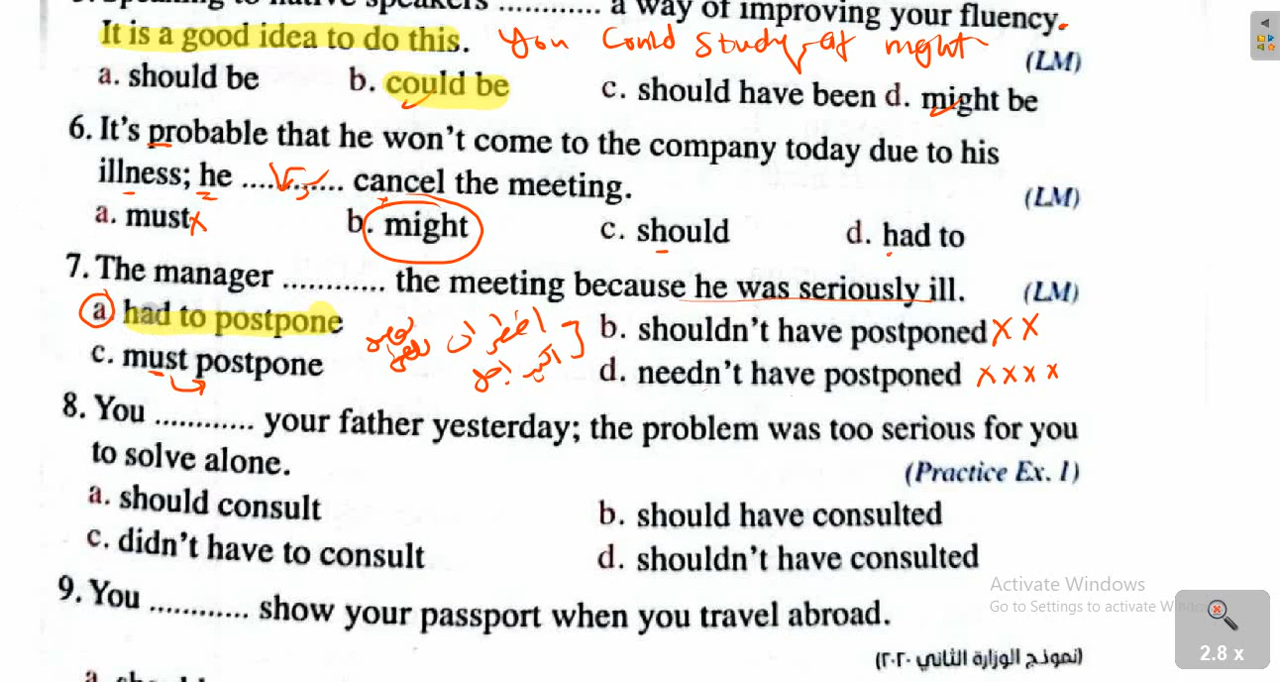 ............ a way of improving your fluency.
It is a good idea to do this. You Could study at might
(LM)
a. should be b. could be c. should have been d. might be
6. It's probable that he won't come to the company today due to his
illness; he ............ cancel the meeting. (LM)
a. must b. might c. should d. had to
7. The manager ............ the meeting because he was seriously ill. (LM)
a had to postpone b. shouldn't have postponed XX
c. must postpone d. needn't have postponed xxxx
8. You ............ your father yesterday; the problem was too serious for you
to solve alone. (Practice Ex. 1)
a. should consult b. should have consulted
c. didn't have to consult d. shouldn't have consulted
Activate Windows
Go to Settings to activate
9. You ............ show your passport when you travel abroad.
(نموذج الوزارة الثاني ٢٠٢٠)
2.8 x